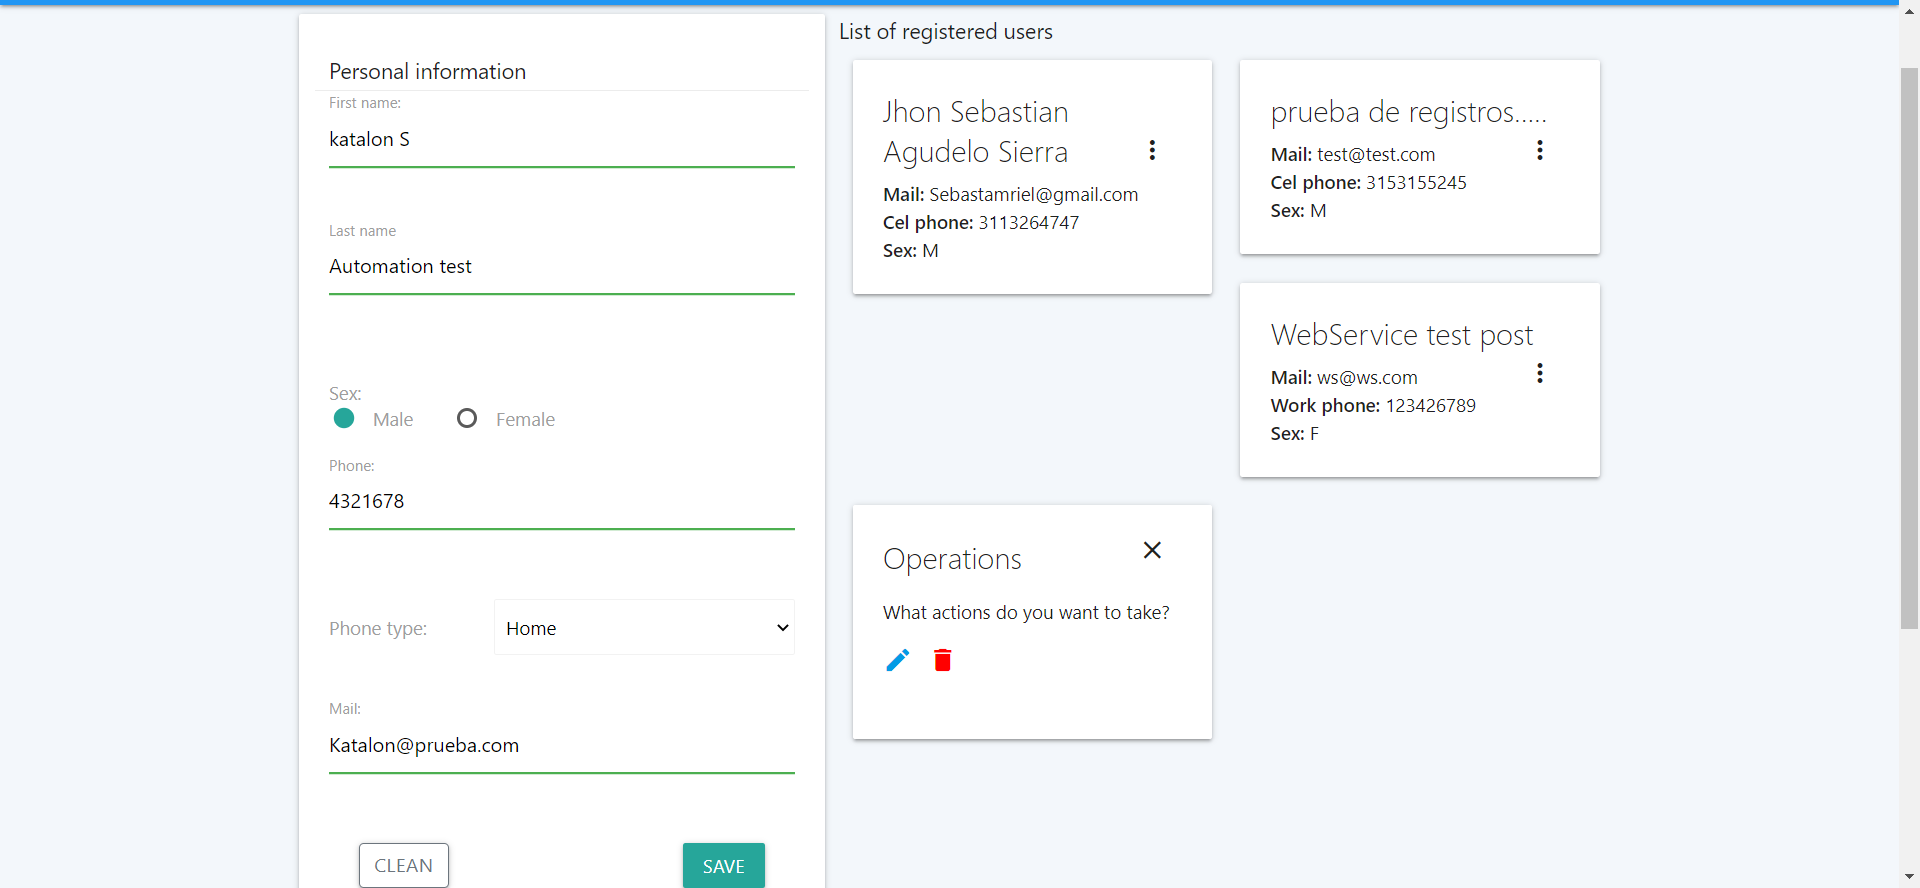 Personal information
First name:
katalon S
Last name
Automation test
Sex:
Male Female
Phone:
4321678
Phone type: Home
Mail:
Katalon@prueba.com
CLEAN SAVE
List of registered users
Jhon Sebastian
Agudelo Sierra
Mail: Sebastamriel@gmail.com
Cel phone: 3113264747
Sex: M
prueba de registros.....
Mail: test@test.com
Cel phone: 3153155245
Sex: M
WebService test post
Mail: ws@ws.com
Work phone: 123426789
Sex: F
Operations
What actions do you want to take?